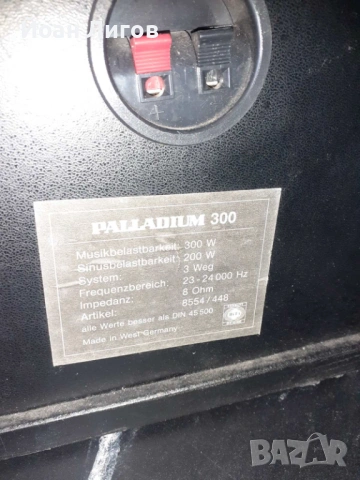 Йоан Лигов
PALLADIUM 300
Musikbelastbarkeit: 300 W
Sinusbelastbarkeit: 200 W
System: 3 Weg
Frequenzbereich: 23-24 000 Hz
Impedanz: 8 Ohm
Artikel: 8554/448
alle Werte besser als DIN 45 500
Made in West Germany
BAZAR